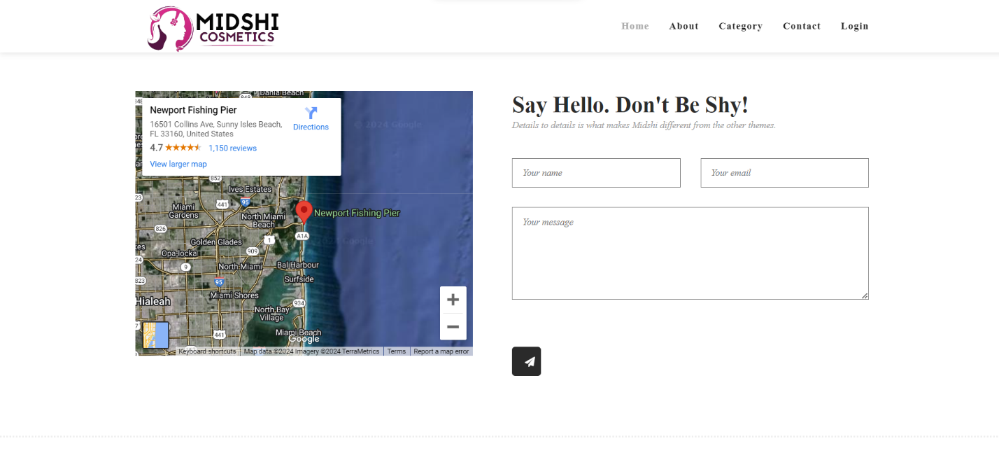 MIDSHI
COSMETICS
Home About Categary Contact Login
Dania Beach
848
Newport Fishing Pier
16501 Collins Ave, Sunny Isles Beach,
FL 33160, United States
Directions
4.7 1,150 reviews
View larger map
© 2024 Google
852
Ives Estates
441
95
Miami
Gardens
North Miami
Beach
Newport Fishing Pier
826
A1A
1
2024 Google
Golden Glades
909
Opa-locka
9
North Miami
Bal Harbour
Surfside
823
95
Miami Shores
Hialeah
934
North Bay
Village
441
Miami Beach
Google
Keyboard shortcuts
Map data ©2024 Imagery ©2024 TerraMetrics
Terms
Report a map error
Say Hello. Don't Be Shy!
Details to details is what makes Midshi different from the other themes.
Your name
Your email
Your message